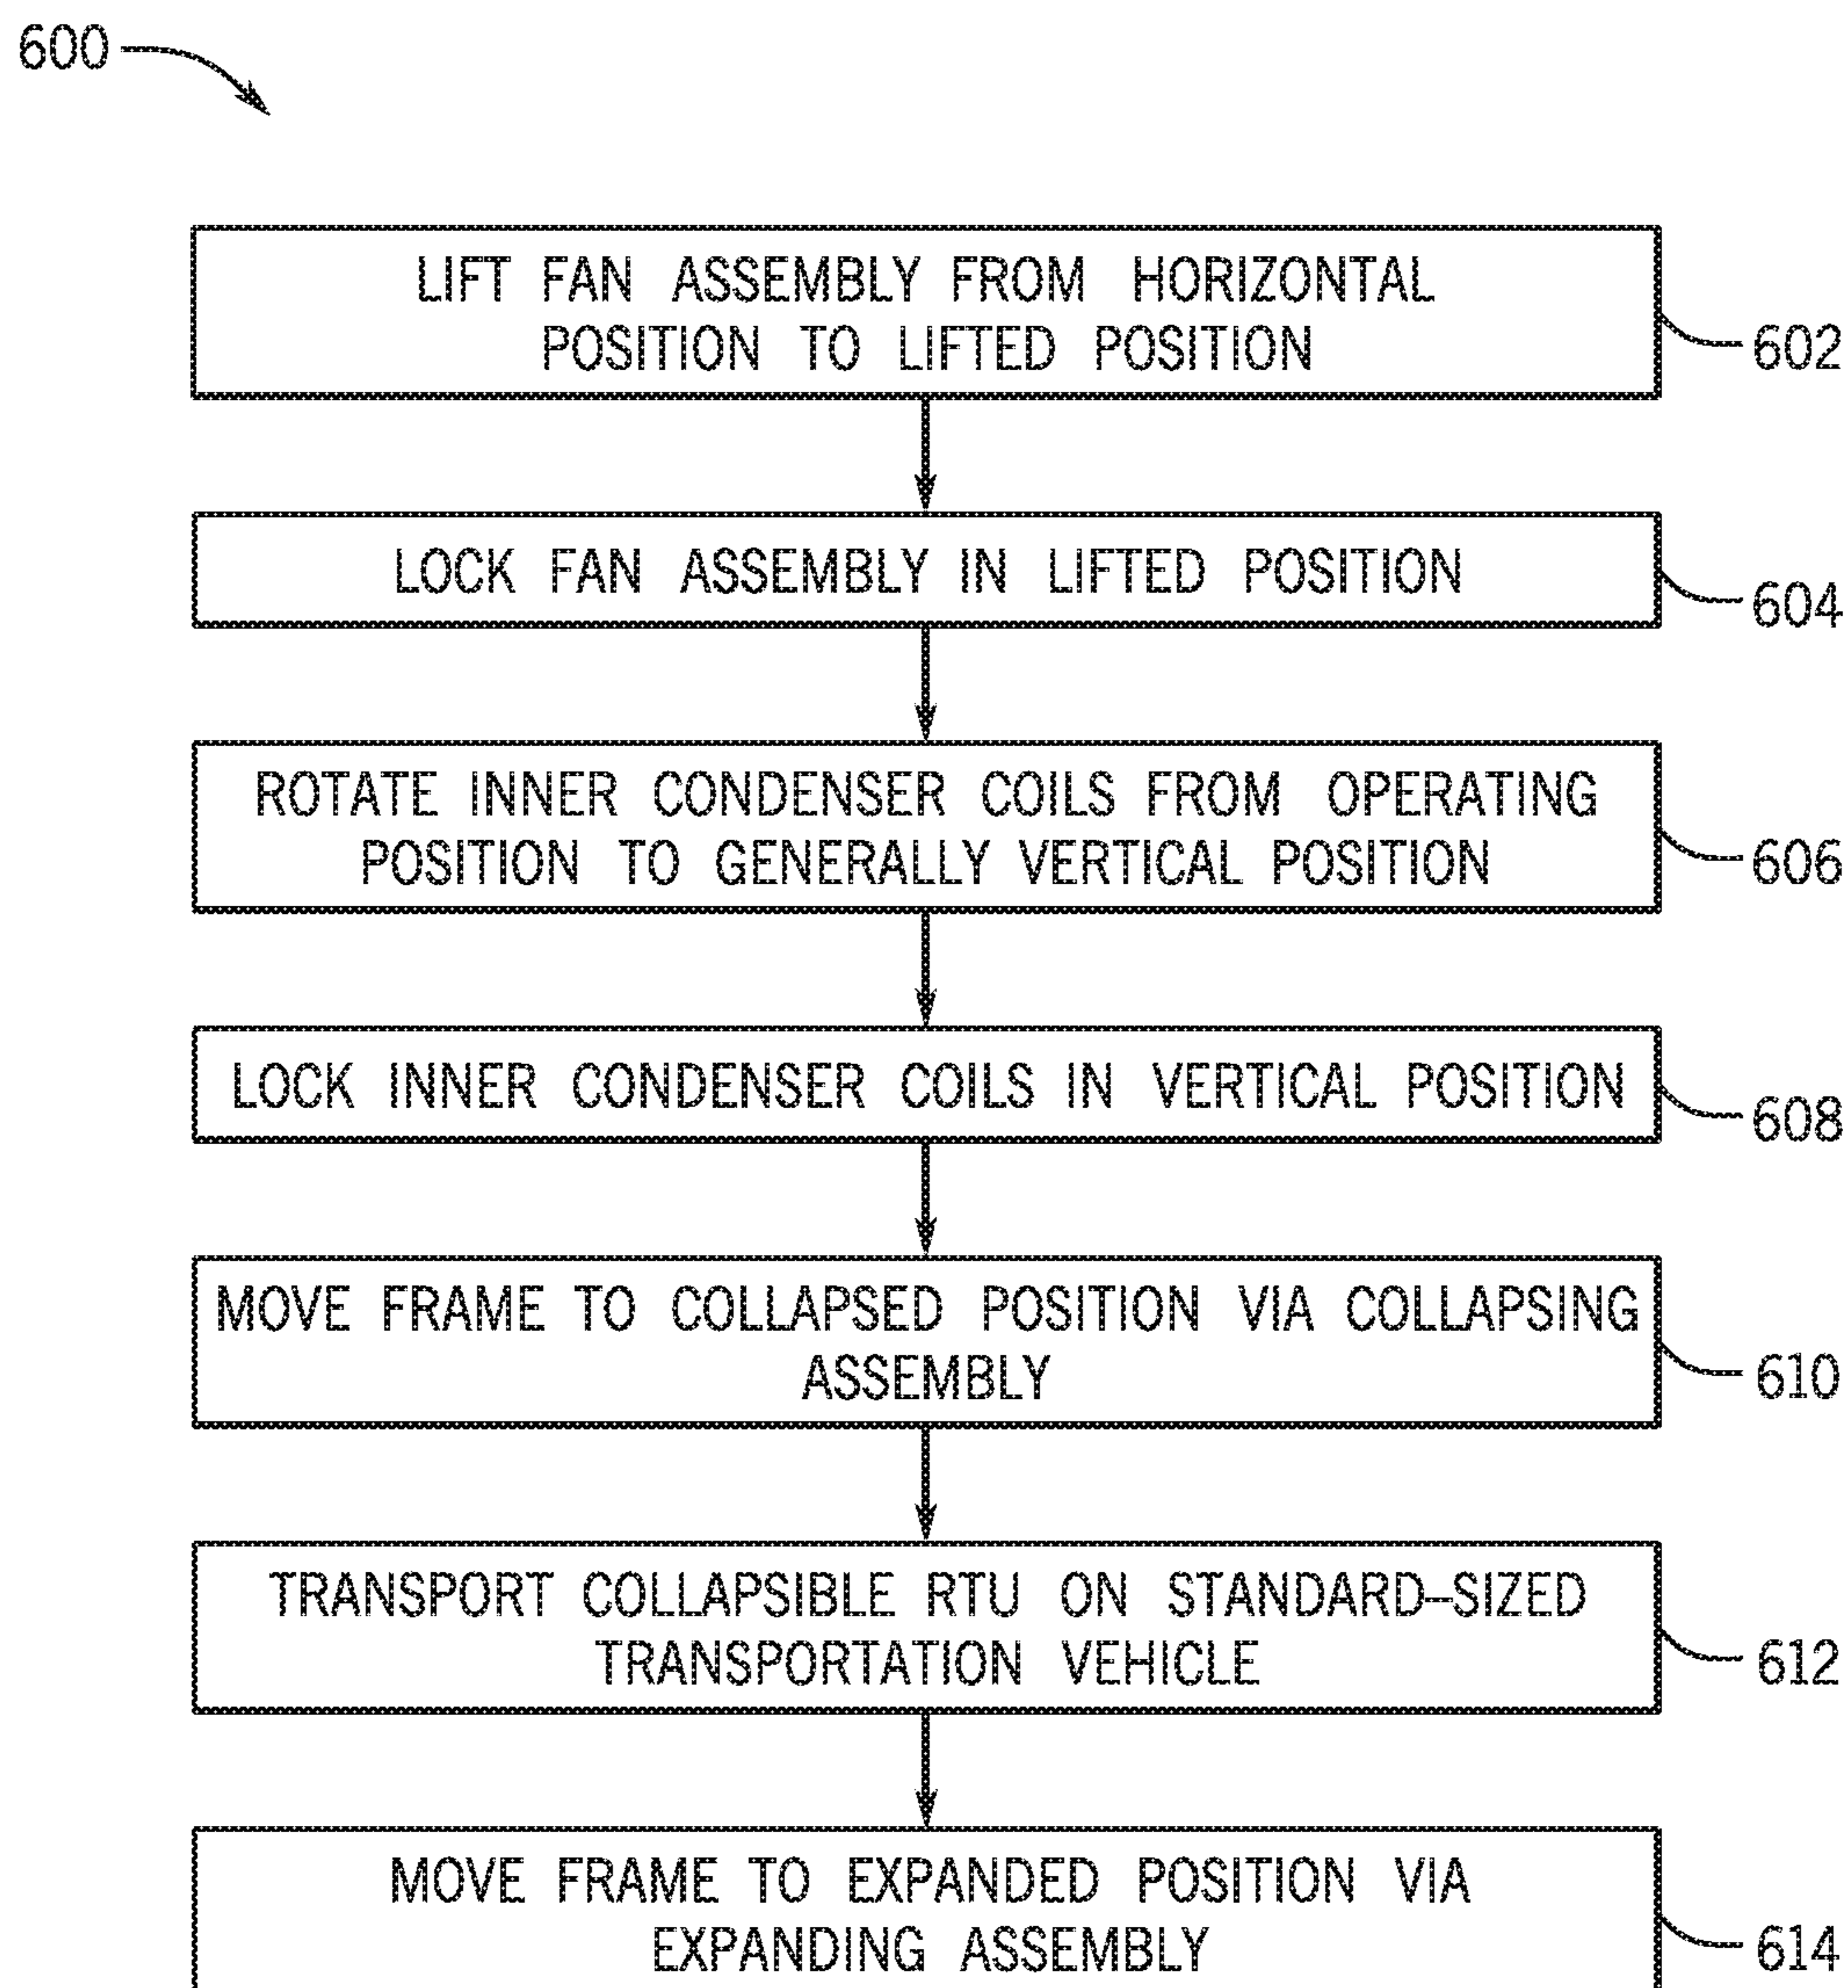 600
LIFT FAN ASSEMBLY FROM HORIZONTAL
POSITION TO LIFTED POSITION
602
LOCK FAN ASSEMBLY IN LIFTED POSITION
604
ROTATE INNER CONDENSER COILS FROM OPERATING
POSITION TO GENERALLY VERTICAL POSITION
606
LOCK INNER CONDENSER COILS IN VERTICAL POSITION
608
MOVE FRAME TO COLLAPSED POSITION VIA COLLAPSING
ASSEMBLY
610
TRANSPORT COLLAPSIBLE RTU ON STANDARD-SIZED
TRANSPORTATION VEHICLE
612
MOVE FRAME TO EXPANDED POSITION VIA
EXPANDING ASSEMBLY
614